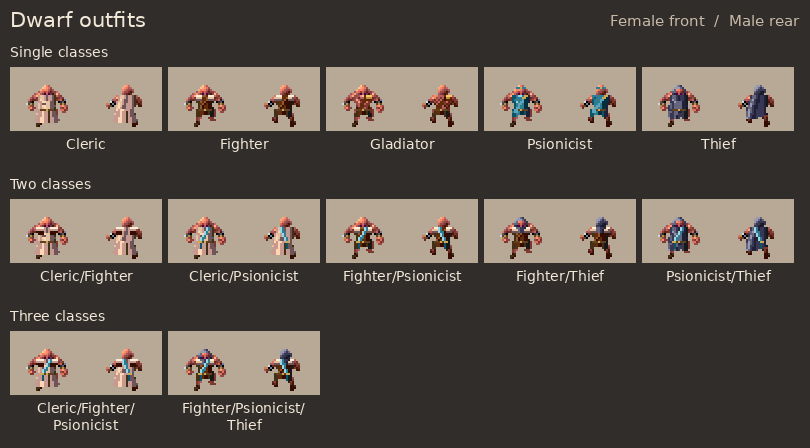 Dwarf outfits
Female front / Male rear
Single classes
Cleric
Fighter
Gladiator
Psionicist
Thief
Two classes
Cleric/Fighter
Cleric/Psionicist
Fighter/Psionicist
Fighter/Thief
Psionicist/Thief
Three classes
Cleric/Fighter/
Psionicist
Fighter/Psionicist/
Thief